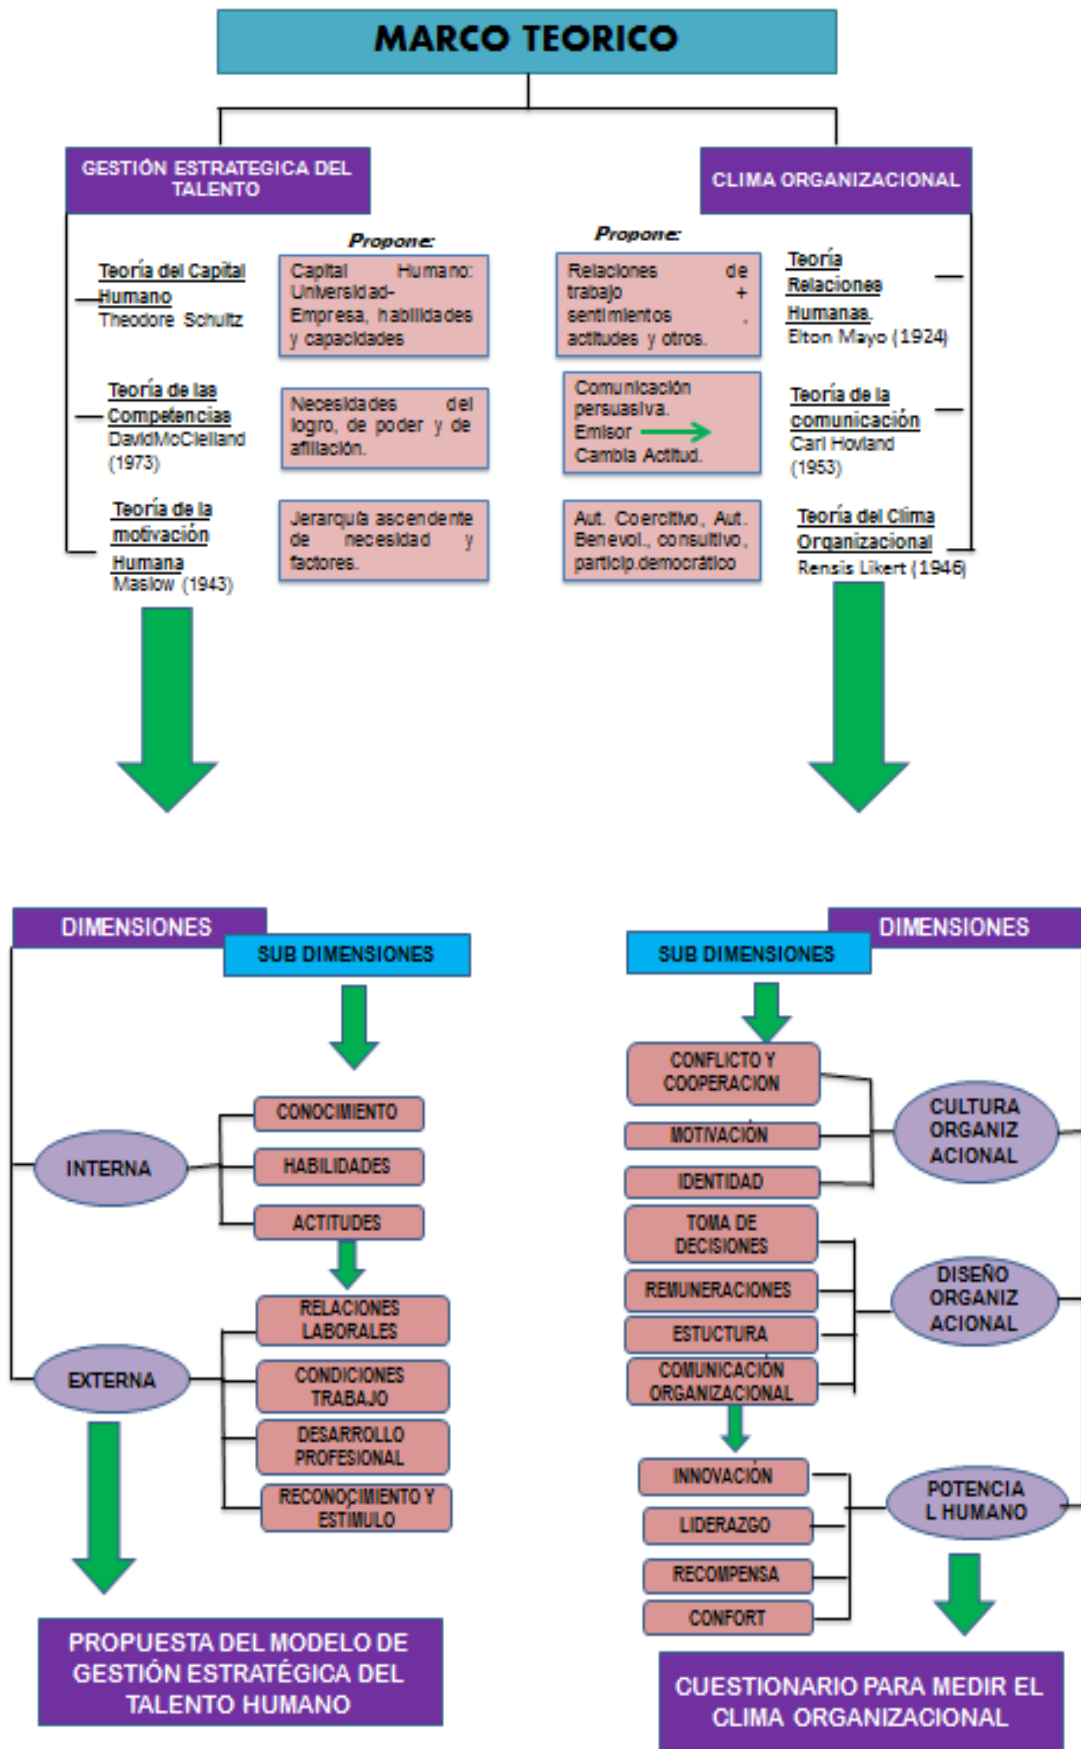 MARCO TEORICO
GESTIÓN ESTRATEGICA DEL
TALENTO
Propone:
Teoría del Capital
Humano
Theodore Schultz
Capital Humano:
Universidad-
Empresa, habilidades
y capacidades
Teoría de las
Competencias
DavidMcClelland
(1973)
Necesidades del
logro, de poder y de
afiliación.
Teoría de la
motivación
Humana
Maslow (1943)
Jerarquía ascendente
de necesidad y
factores.
CLIMA ORGANIZACIONAL
Propone:
Relaciones de
trabajo +
sentimientos ,
actitudes y otros.
Teoría
Relaciones
Humanas.
Elton Mayo (1924)
Comunicación
persuasiva.
Emisor
Cambia Actitud.
Teoría de la
comunicación
Carl Hovland
(1953)
Aut. Coercitivo, Aut.
Benevol., consultivo,
particip.democrático
Teoría del Clima
Organizacional
Rensis Likert (1946)
DIMENSIONES
SUB DIMENSIONES
INTERNA
CONOCIMIENTO
HABILIDADES
ACTITUDES
EXTERNA
RELACIONES
LABORALES
CONDICIONES
TRABAJO
DESARROLLO
PROFESIONAL
RECONOCIMIENTO Y
ESTÍMULO
PROPUESTA DEL MODELO DE
GESTIÓN ESTRATÉGICA DEL
TALENTO HUMANO
DIMENSIONES
SUB DIMENSIONES
CONFLICTO Y
COOPERACION
MOTIVACIÓN
IDENTIDAD
CULTURA
ORGANIZ
ACIONAL
TOMA DE
DECISIONES
REMUNERACIONES
ESTUCTURA
COMUNICACIÓN
ORGANIZACIONAL
DISEÑO
ORGANIZ
ACIONAL
INNOVACIÓN
LIDERAZGO
RECOMPENSA
CONFORT
POTENCIA
L HUMANO
CUESTIONARIO PARA MEDIR EL
CLIMA ORGANIZACIONAL